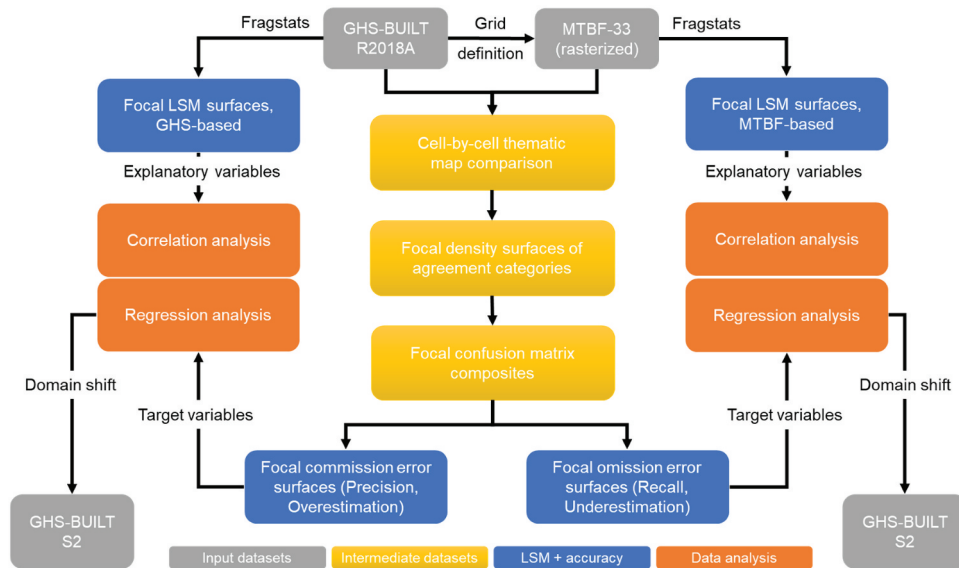 Fragstats
GHS-BUILT
R2018A
Grid
definition
MTBF-33
(rasterized)
Fragstats
Focal LSM surfaces,
GHS-based
Cell-by-cell thematic
map comparison
Focal LSM surfaces,
MTBF-based
Explanatory variables
Explanatory variables
Correlation analysis
Focal density surfaces of
agreement categories
Correlation analysis
Regression analysis
Regression analysis
Focal confusion matrix
composites
Domain shift
Target variables
Target variables
Domain shift
Focal commission error
surfaces (Precision,
Overestimation)
Focal omission error
surfaces (Recall,
Underestimation)
GHS-BUILT
S2
GHS-BUILT
S2
Input datasets
Intermediate datasets
LSM + accuracy
Data analysis